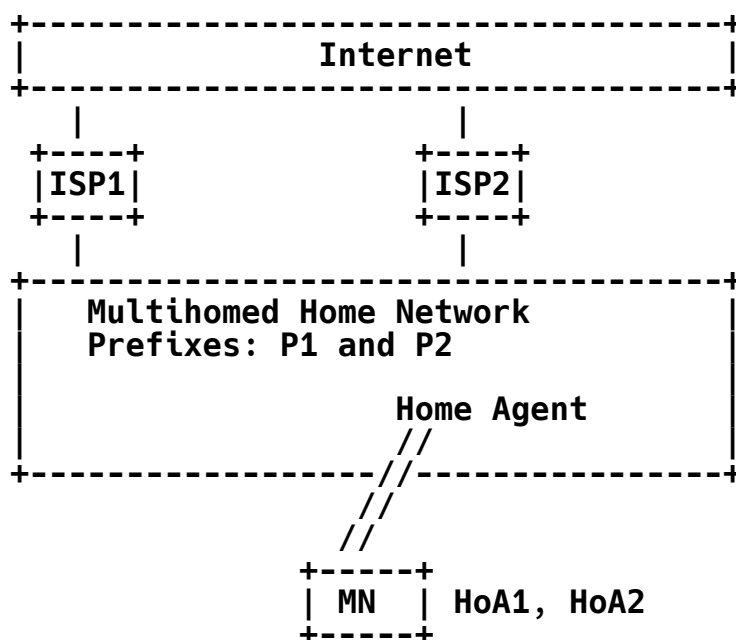 Internet
ISP1 ISP2
Multihomed Home Network
Prefixes: P1 and P2
Home Agent
MN HoA1, HoA2